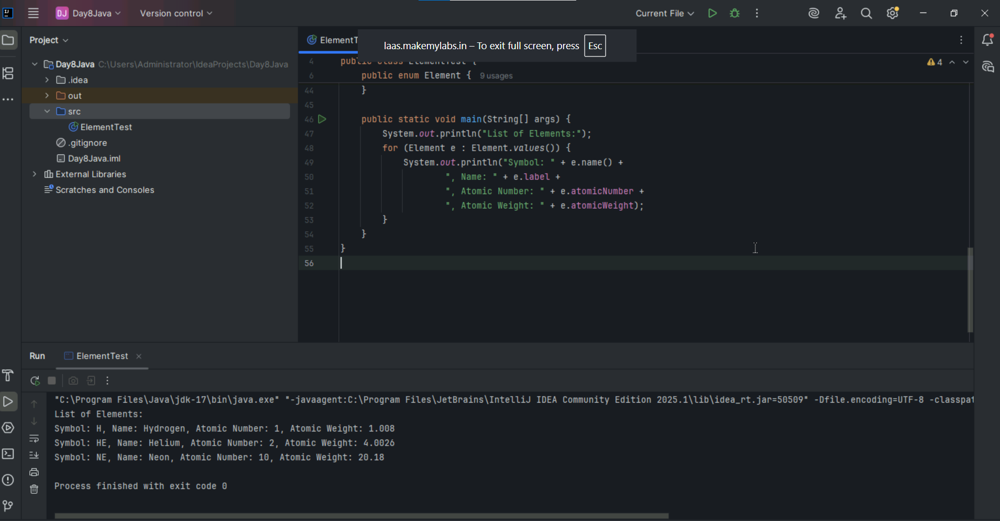 DJ Day8Java Version control Current File
Project
Day8Java C:\Users\Administrator\IdeaProjects\Day8Java
.idea
out
src
ElementTest
.gitignore
Day8Java.iml
External Libraries
Scratches and Consoles
ElementT
laas.makemylabs.in – To exit full screen, press Esc
4 public class ElementTest {
4
6 public enum Element { 9 usages
44 }
45
46 public static void main(String[] args) {
47 System.out.println("List of Elements:");
48 for (Element e : Element.values()) {
49 System.out.println("Symbol: " + e.name() +
50 ", Name: " + e.label +
51 ", Atomic Number: " + e.atomicNumber +
52 ", Atomic Weight: " + e.atomicWeight);
53 }
54 }
55 }
56
Run ElementTest
"C:\Program Files\Java\jdk-17\bin\java.exe" "-javaagent:C:\Program Files\JetBrains\IntelliJ IDEA Community Edition 2025.1\lib\idea_rt.jar=50509" -Dfile.encoding=UTF-8 -classpat
List of Elements:
Symbol: H, Name: Hydrogen, Atomic Number: 1, Atomic Weight: 1.008
Symbol: HE, Name: Helium, Atomic Number: 2, Atomic Weight: 4.0026
Symbol: NE, Name: Neon, Atomic Number: 10, Atomic Weight: 20.18
Process finished with exit code 0